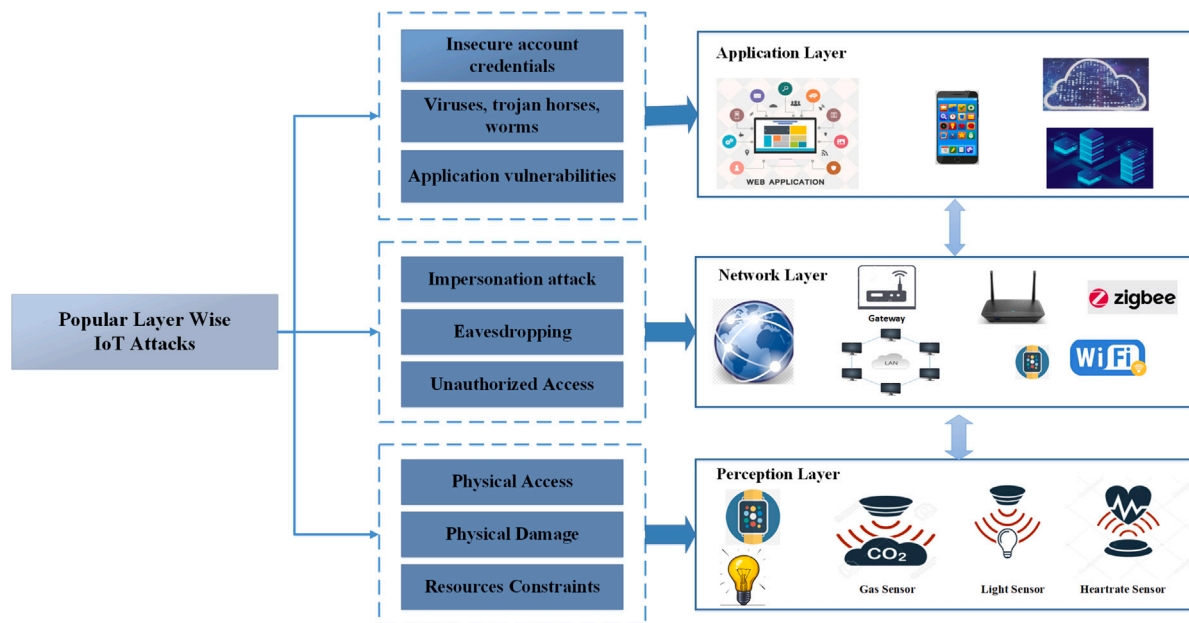 Popular Layer Wise
IoT Attacks
Insecure account
credentials
Viruses, trojan horses,
worms
Application vulnerabilities
Impersonation attack
Eavesdropping
Unauthorized Access
Physical Access
Physical Damage
Resources Constraints
Application Layer
WEB APPLICATION
Network Layer
Gateway
LAN
zigbee
WiFi
Perception Layer
CO2
Gas Sensor
Light Sensor
Heartrate Sensor